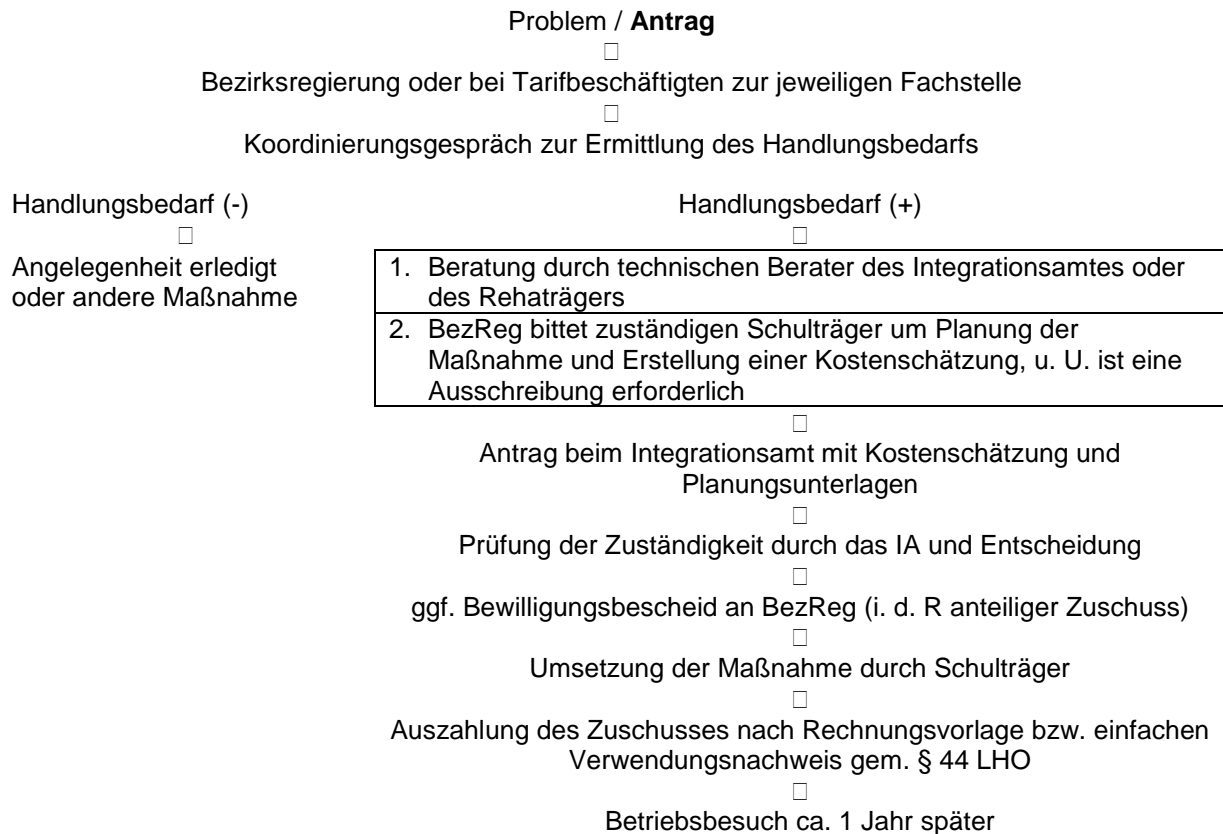 Problem / Antrag
Bezirksregierung oder bei Tarifbeschäftigten zur jeweiligen Fachstelle
Koordinierungsgespräch zur Ermittlung des Handlungsbedarfs
Handlungsbedarf (-)
Handlungsbedarf (+)
Angelegenheit erledigt
oder andere Maßnahme
1. Beratung durch technischen Berater des Integrationsamtes oder
des Rehaträgers
2. BezReg bittet zuständigen Schulträger um Planung der
Maßnahme und Erstellung einer Kostenschätzung, u. U. ist eine
Ausschreibung erforderlich
Antrag beim Integrationsamt mit Kostenschätzung und
Planungsunterlagen
Prüfung der Zuständigkeit durch das IA und Entscheidung
ggf. Bewilligungsbescheid an BezReg (i. d. R anteiliger Zuschuss)
Umsetzung der Maßnahme durch Schulträger
Auszahlung des Zuschusses nach Rechnungsvorlage bzw. einfachen
Verwendungsnachweis gem. § 44 LHO
Betriebsbesuch ca. 1 Jahr später